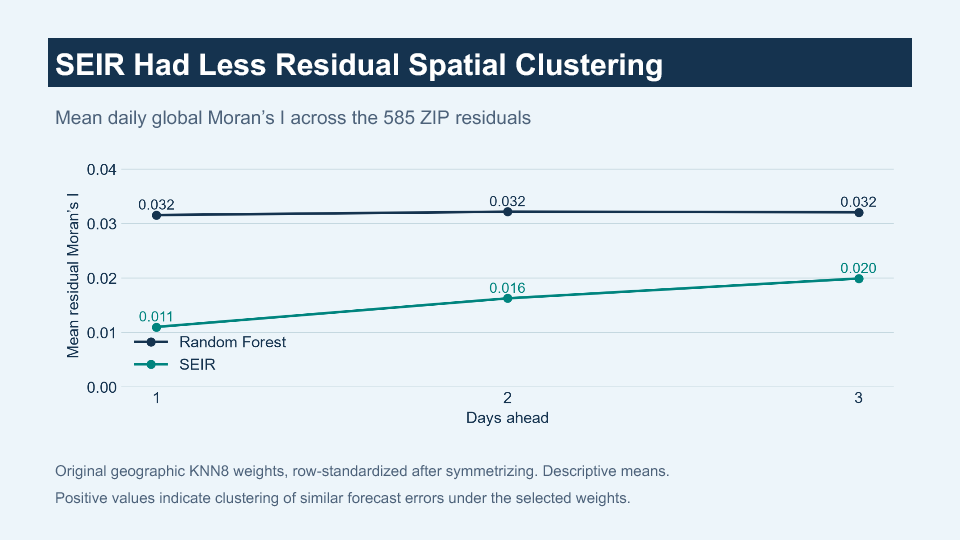 SEIR Had Less Residual Spatial Clustering
Mean daily global Moran’s I across the 585 ZIP residuals
Mean residual Moran’s I
0.04
0.03
0.02
0.01
0.00
0.032
0.032
0.032
0.011
0.016
0.020
Random Forest
SEIR
1
2
3
Days ahead
Original geographic KNN8 weights, row-standardized after symmetrizing. Descriptive means.
Positive values indicate clustering of similar forecast errors under the selected weights.